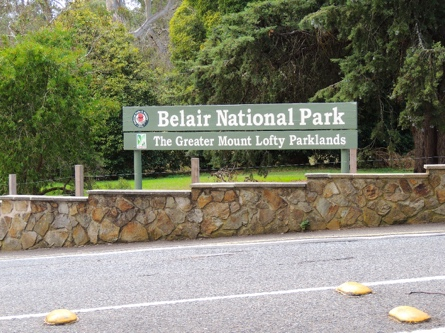 Belair National Park
The Greater Mount Lofty Parklands